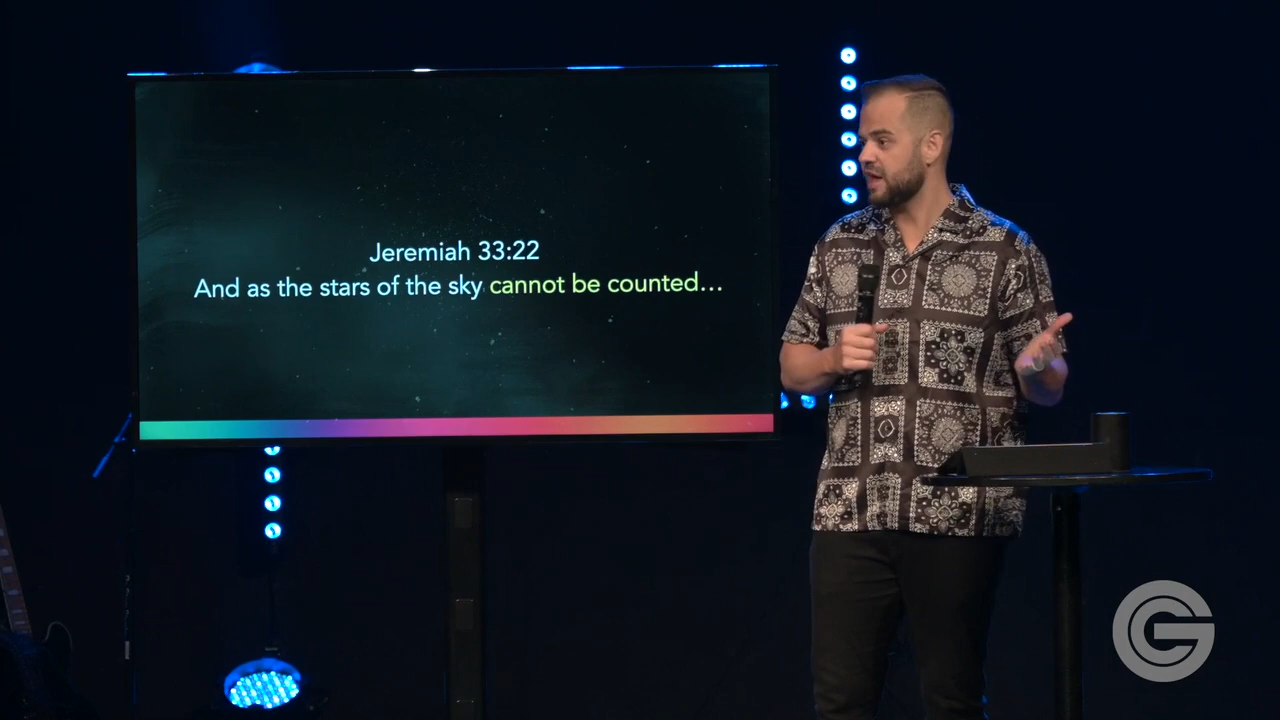 Jeremiah 33:22
And as the stars of the sky cannot be counted…